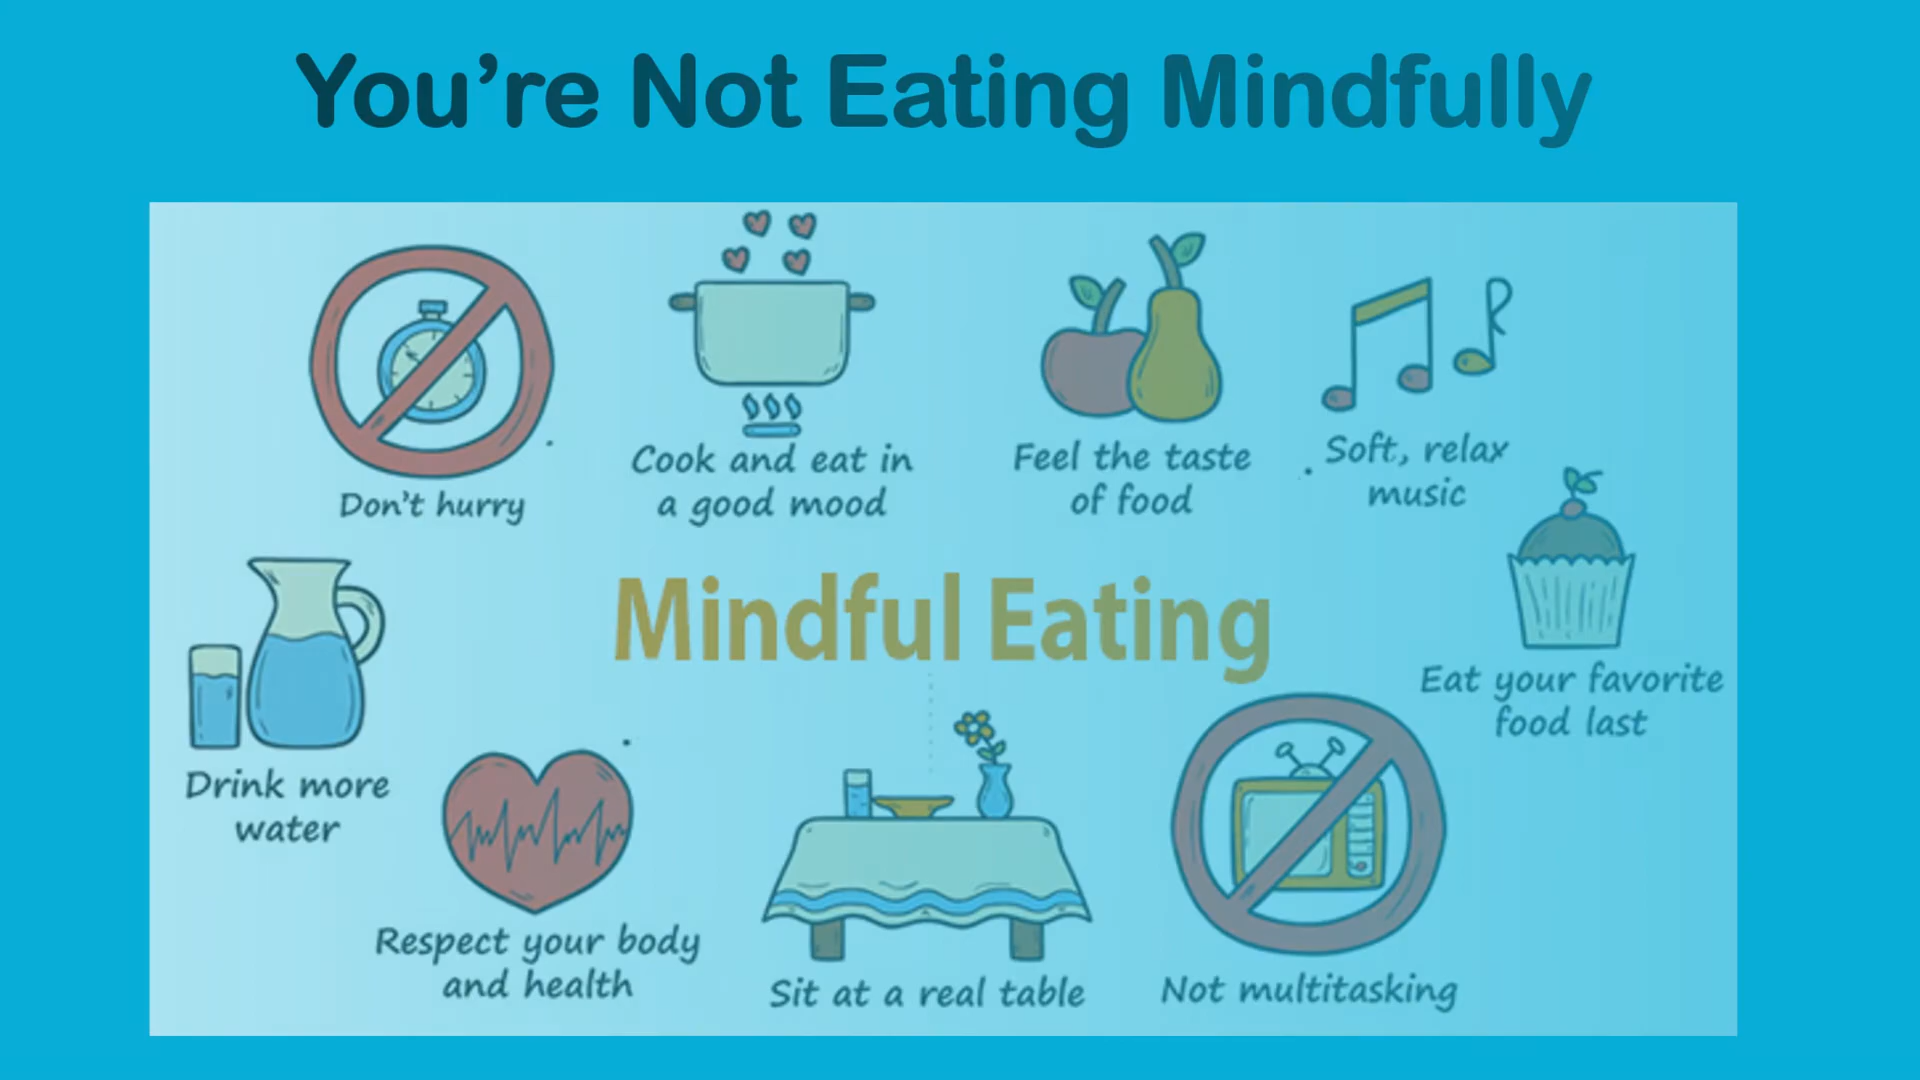 You’re Not Eating Mindfully
Don’t hurry
Cook and eat in
a good mood
Feel the taste
of food
Soft, relax
music
Mindful Eating
Eat your favorite
food last
Drink more
water
Respect your body
and health
Sit at a real table
Not multitasking